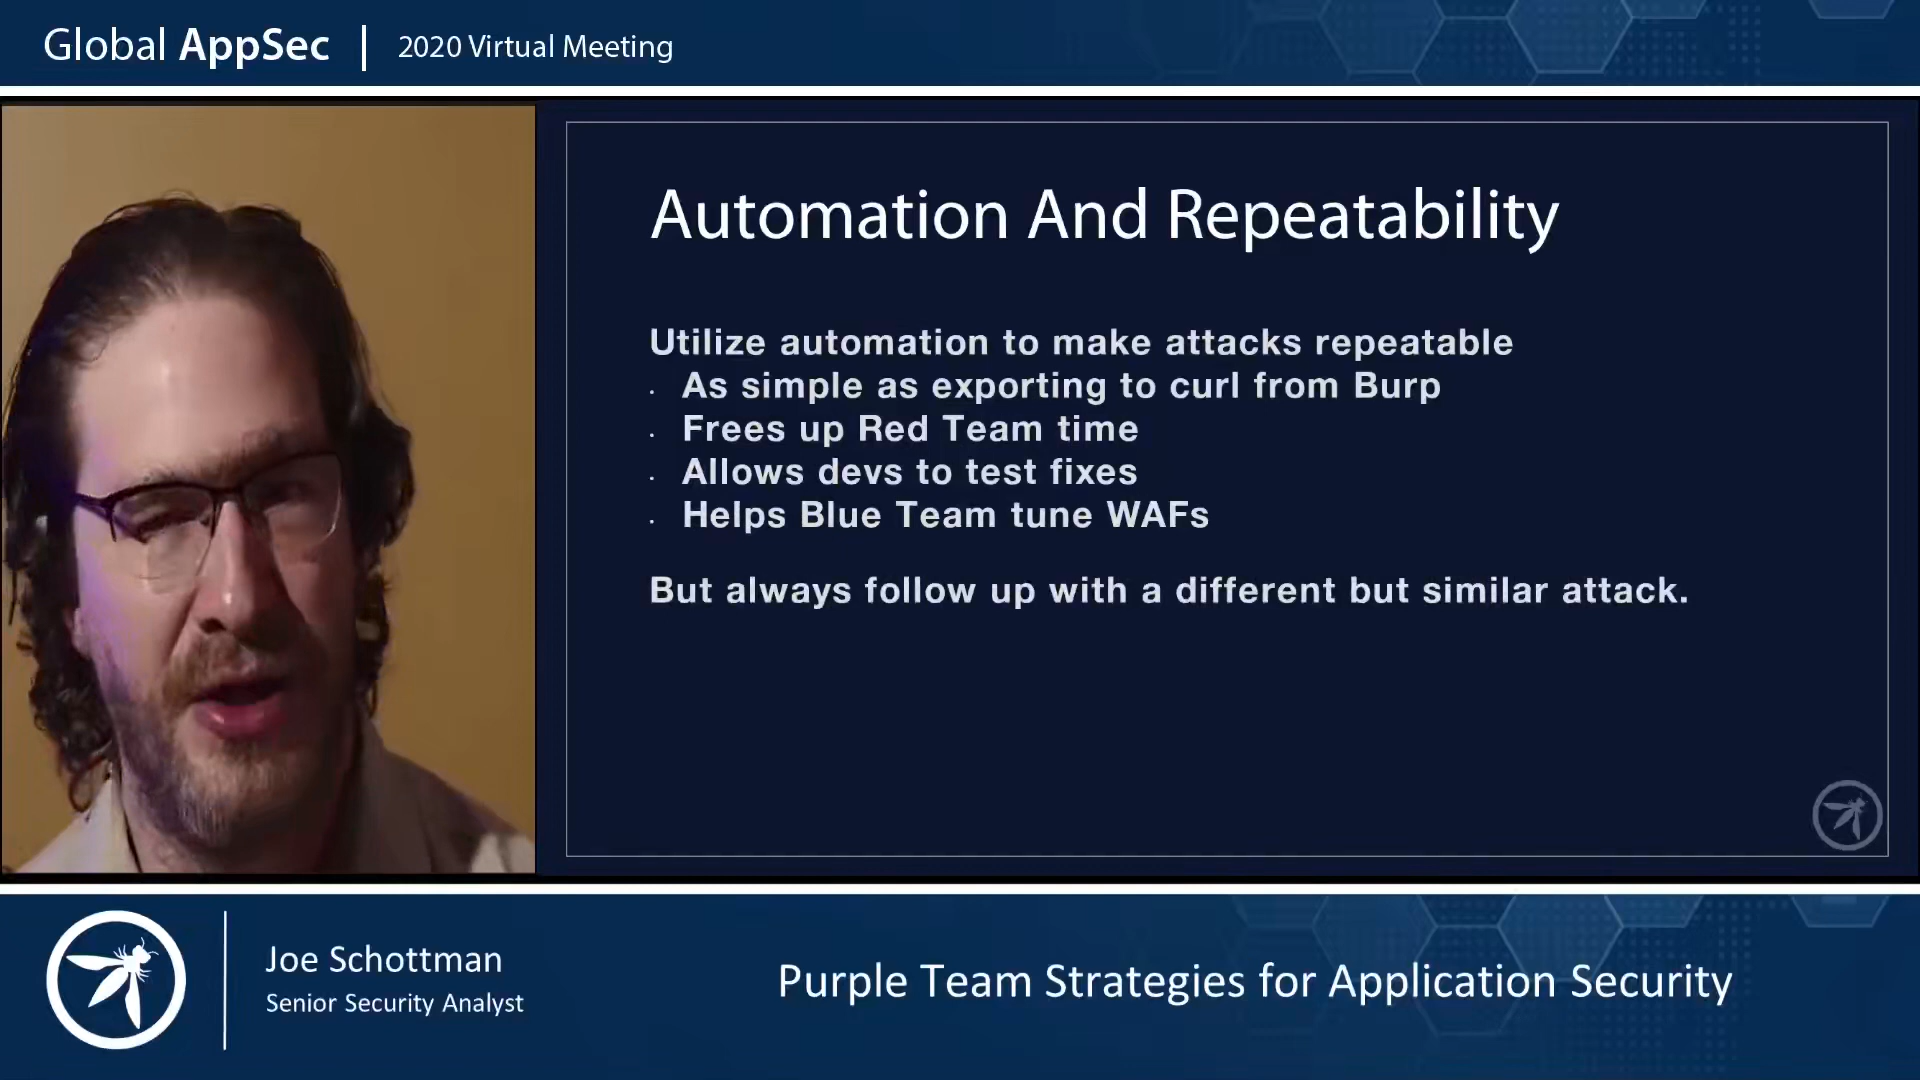 Global AppSec | 2020 Virtual Meeting
Automation And Repeatability
Utilize automation to make attacks repeatable
· As simple as exporting to curl from Burp
· Frees up Red Team time
· Allows devs to test fixes
· Helps Blue Team tune WAFs
But always follow up with a different but similar attack.
Joe Schottman
Senior Security Analyst
Purple Team Strategies for Application Security